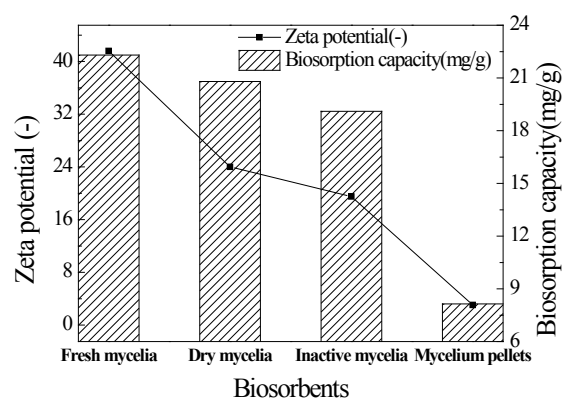 Zeta potential(-)
Biosorption capacity(mg/g)
Zeta potential (-)
40
32
24
16
8
0
24
21
18
15
12
9
6
Biosorption capacity(mg/g)
Fresh mycelia Dry mycelia Inactive mycelia Mycelium pellets
Biosorbents